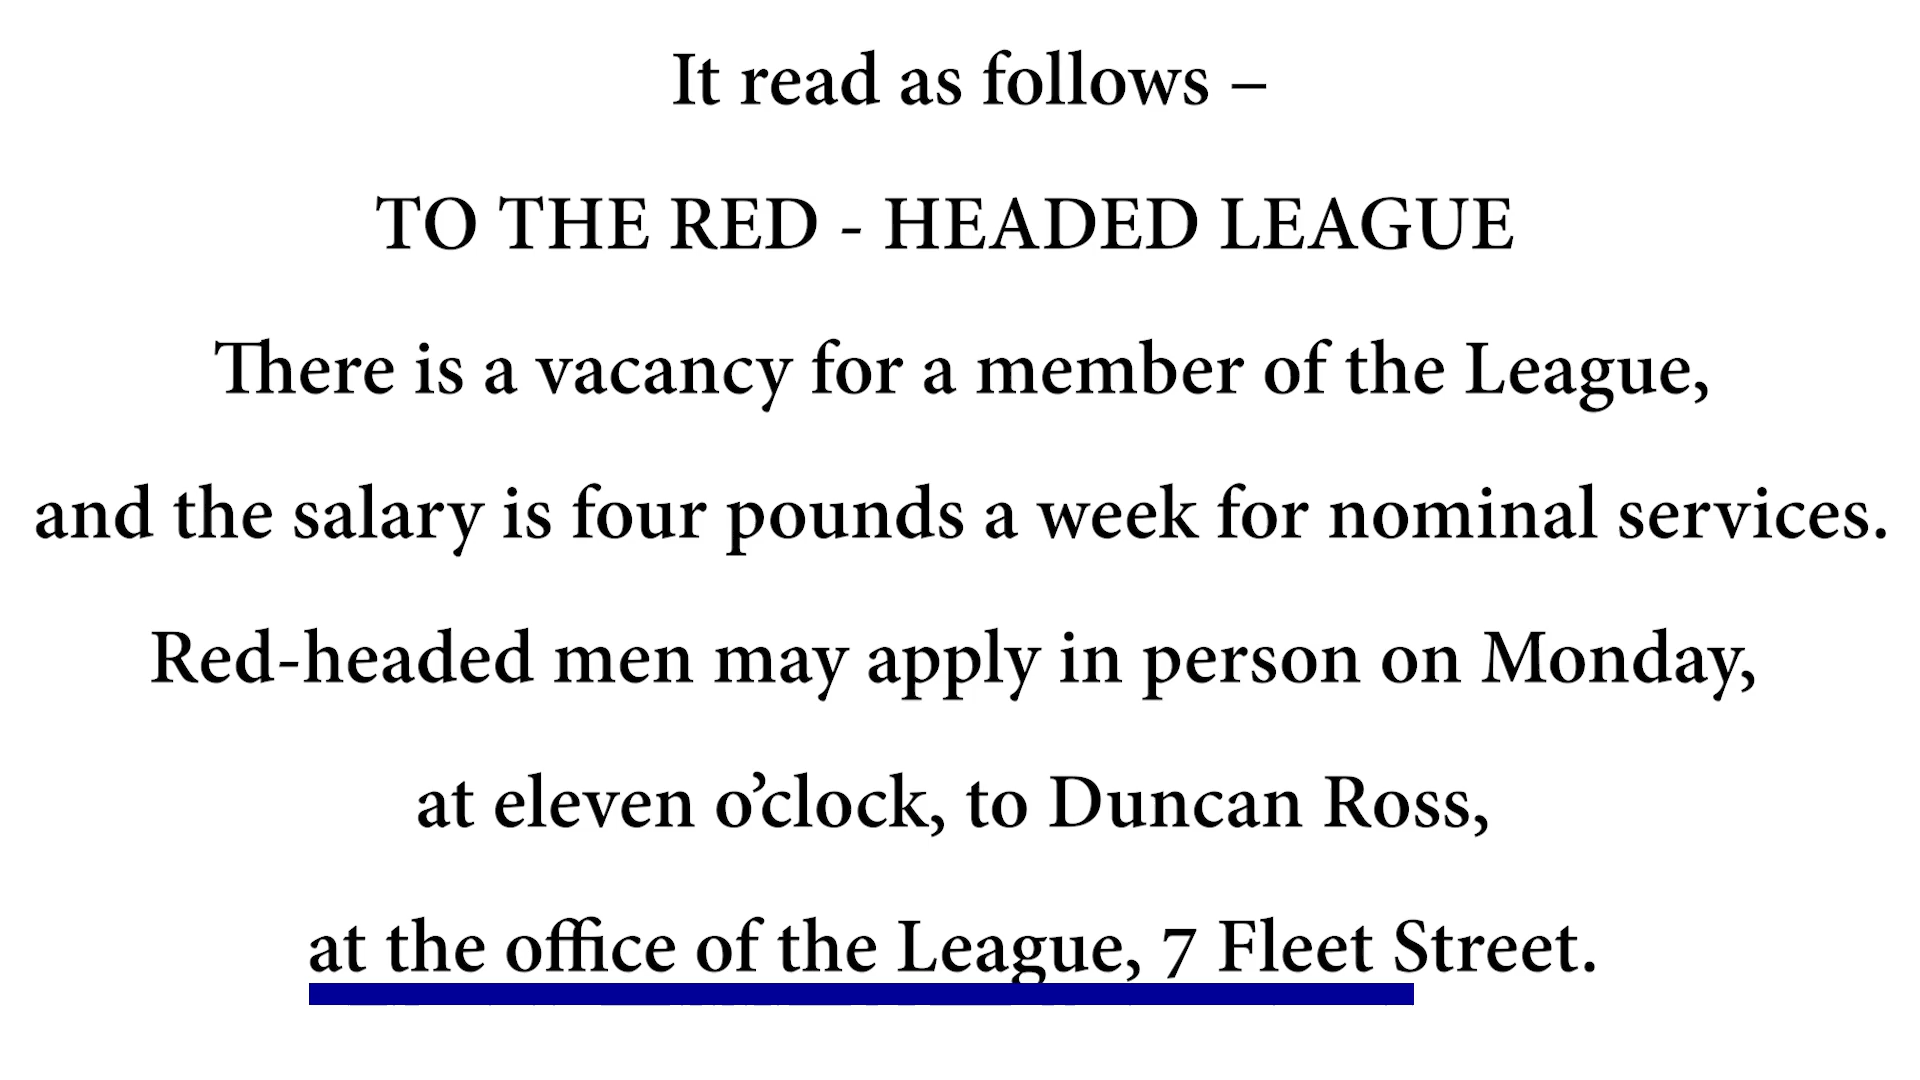 It read as follows –
TO THE RED - HEADED LEAGUE
There is a vacancy for a member of the League,
and the salary is four pounds a week for nominal services.
Red-headed men may apply in person on Monday,
at eleven o’clock, to Duncan Ross,
at the office of the League, 7 Fleet Street.